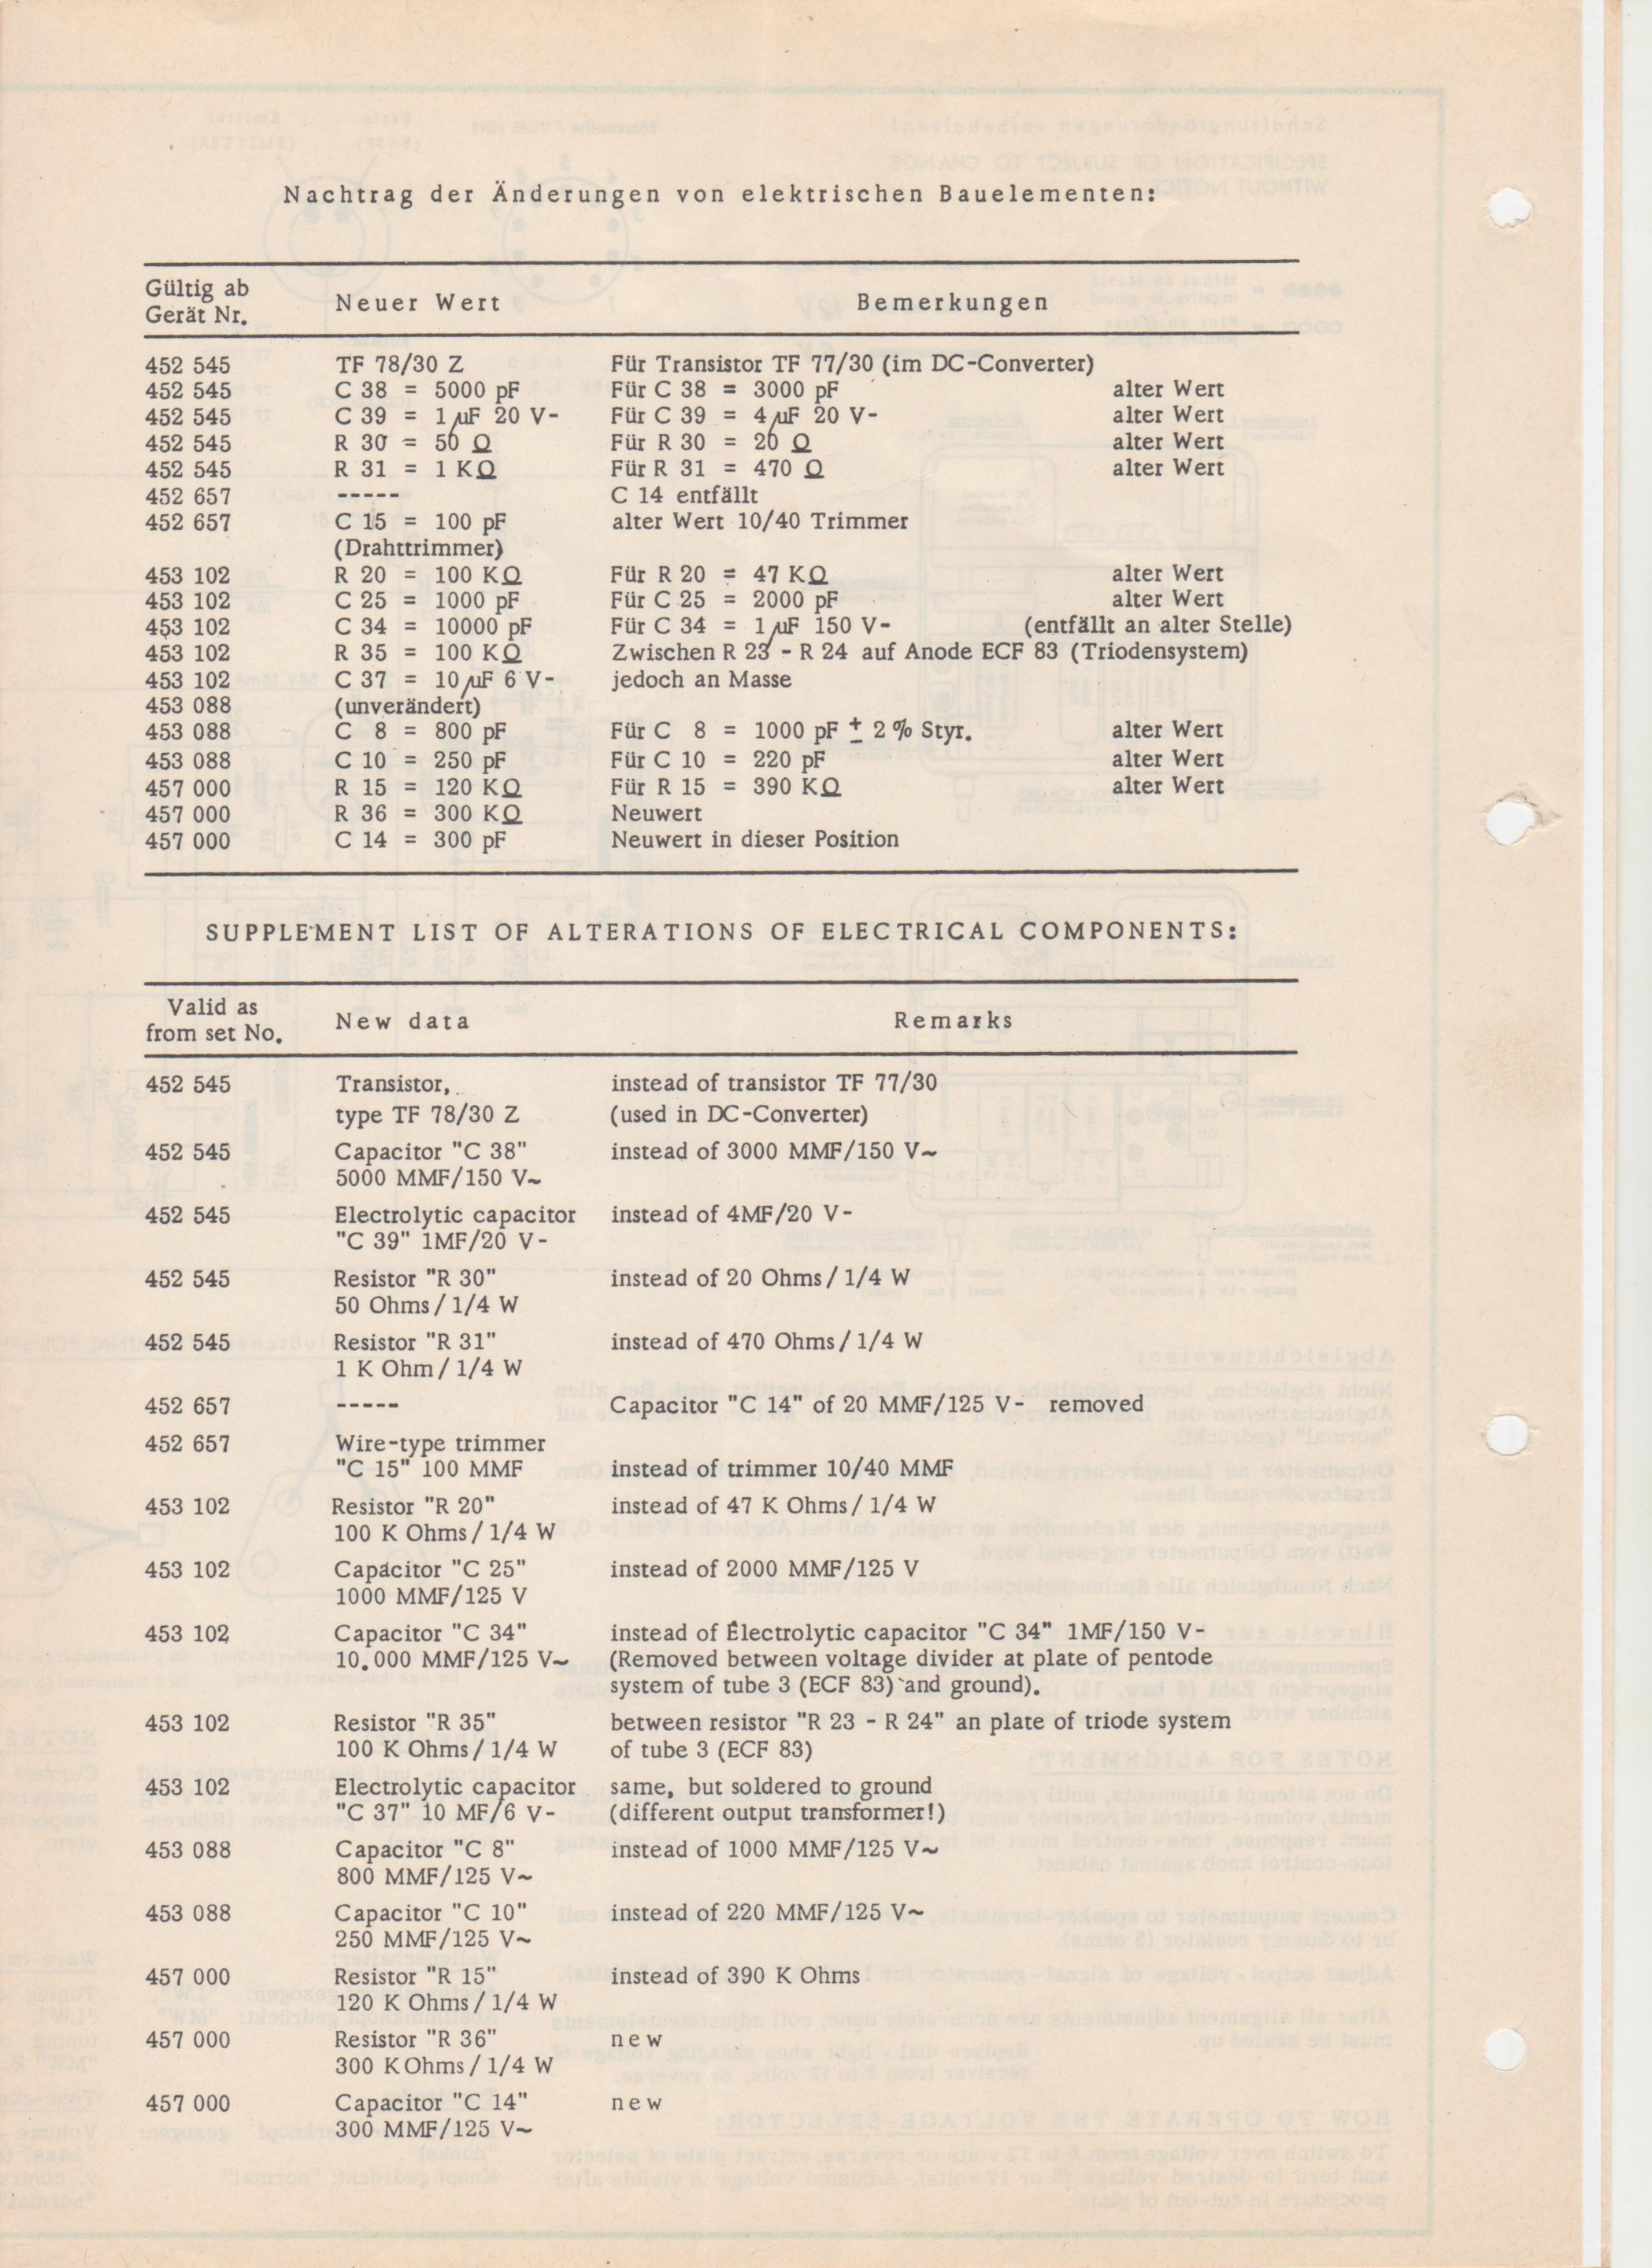 Nachtrag der Änderungen von elektrischen Bauelementen:
Gültig ab
Gerät Nr. Neuer Wert Bemerkungen
452 545 TF 78/30 Z Für Transistor TF 77/30 (im DC-Converter)
452 545 C 38 = 5000 pF Für C 38 = 3000 pF alter Wert
452 545 C 39 = 1 µF 20 V- Für C 39 = 4 µF 20 V- alter Wert
452 545 R 30 = 50 Ω Für R 30 = 20 Ω alter Wert
452 545 R 31 = 1 KΩ Für R 31 = 470 Ω alter Wert
452 657 ----- C 14 entfällt
452 657 C 15 = 100 pF alter Wert 10/40 Trimmer
(Drahttrimmer)
453 102 R 20 = 100 KΩ Für R 20 = 47 KΩ alter Wert
453 102 C 25 = 1000 pF Für C 25 = 2000 pF alter Wert
453 102 C 34 = 10000 pF Für C 34 = 1 µF 150 V- (entfällt an alter Stelle)
453 102 R 35 = 100 KΩ Zwischen R 23 - R 24 auf Anode ECF 83 (Triodensystem)
453 102 C 37 = 10 µF 6 V- jedoch an Masse
453 088 (unverändert)
453 088 C 8 = 800 pF Für C 8 = 1000 pF ± 2 % Styr. alter Wert
453 088 C 10 = 250 pF Für C 10 = 220 pF alter Wert
457 000 R 15 = 120 KΩ Für R 15 = 390 KΩ alter Wert
457 000 R 36 = 300 KΩ Neuwert
457 000 C 14 = 300 pF Neuwert in dieser Position
SUPPLEMENT LIST OF ALTERATIONS OF ELECTRICAL COMPONENTS:
Valid as
from set No. New data Remarks
452 545 Transistor, instead of transistor TF 77/30
type TF 78/30 Z (used in DC-Converter)
452 545 Capacitor "C 38" instead of 3000 MMF/150 V~
5000 MMF/150 V~
452 545 Electrolytic capacitor instead of 4MF/20 V-
"C 39" 1MF/20 V-
452 545 Resistor "R 30" instead of 20 Ohms/ 1/4 W
50 Ohms/ 1/4 W
452 545 Resistor "R 31" instead of 470 Ohms/ 1/4 W
1 K Ohm/ 1/4 W
452 657 ----- Capacitor "C 14" of 20 MMF/125 V- removed
452 657 Wire-type trimmer
"C 15" 100 MMF instead of trimmer 10/40 MMF
453 102 Resistor "R 20" instead of 47 K Ohms/ 1/4 W
100 K Ohms/ 1/4 W
453 102 Capacitor "C 25" instead of 2000 MMF/125 V
1000 MMF/125 V
453 102 Capacitor "C 34" instead of Electrolytic capacitor "C 34" 1MF/150 V-
10.000 MMF/125 V~ (Removed between voltage divider at plate of pentode
system of tube 3 (ECF 83) and ground).
453 102 Resistor "R 35" between resistor "R 23 - R 24" an plate of triode system
100 K Ohms/ 1/4 W of tube 3 (ECF 83)
453 102 Electrolytic capacitor same, but soldered to ground
"C 37" 10 MF/6 V- (different output transformer!)
453 088 Capacitor "C 8" instead of 1000 MMF/125 V~
800 MMF/125 V~
453 088 Capacitor "C 10" instead of 220 MMF/125 V~
250 MMF/125 V~
457 000 Resistor "R 15" instead of 390 K Ohms
120 K Ohms/ 1/4 W
457 000 Resistor "R 36" new
300 KOhms/ 1/4 W
457 000 Capacitor "C 14" new
300 MMF/125 V~